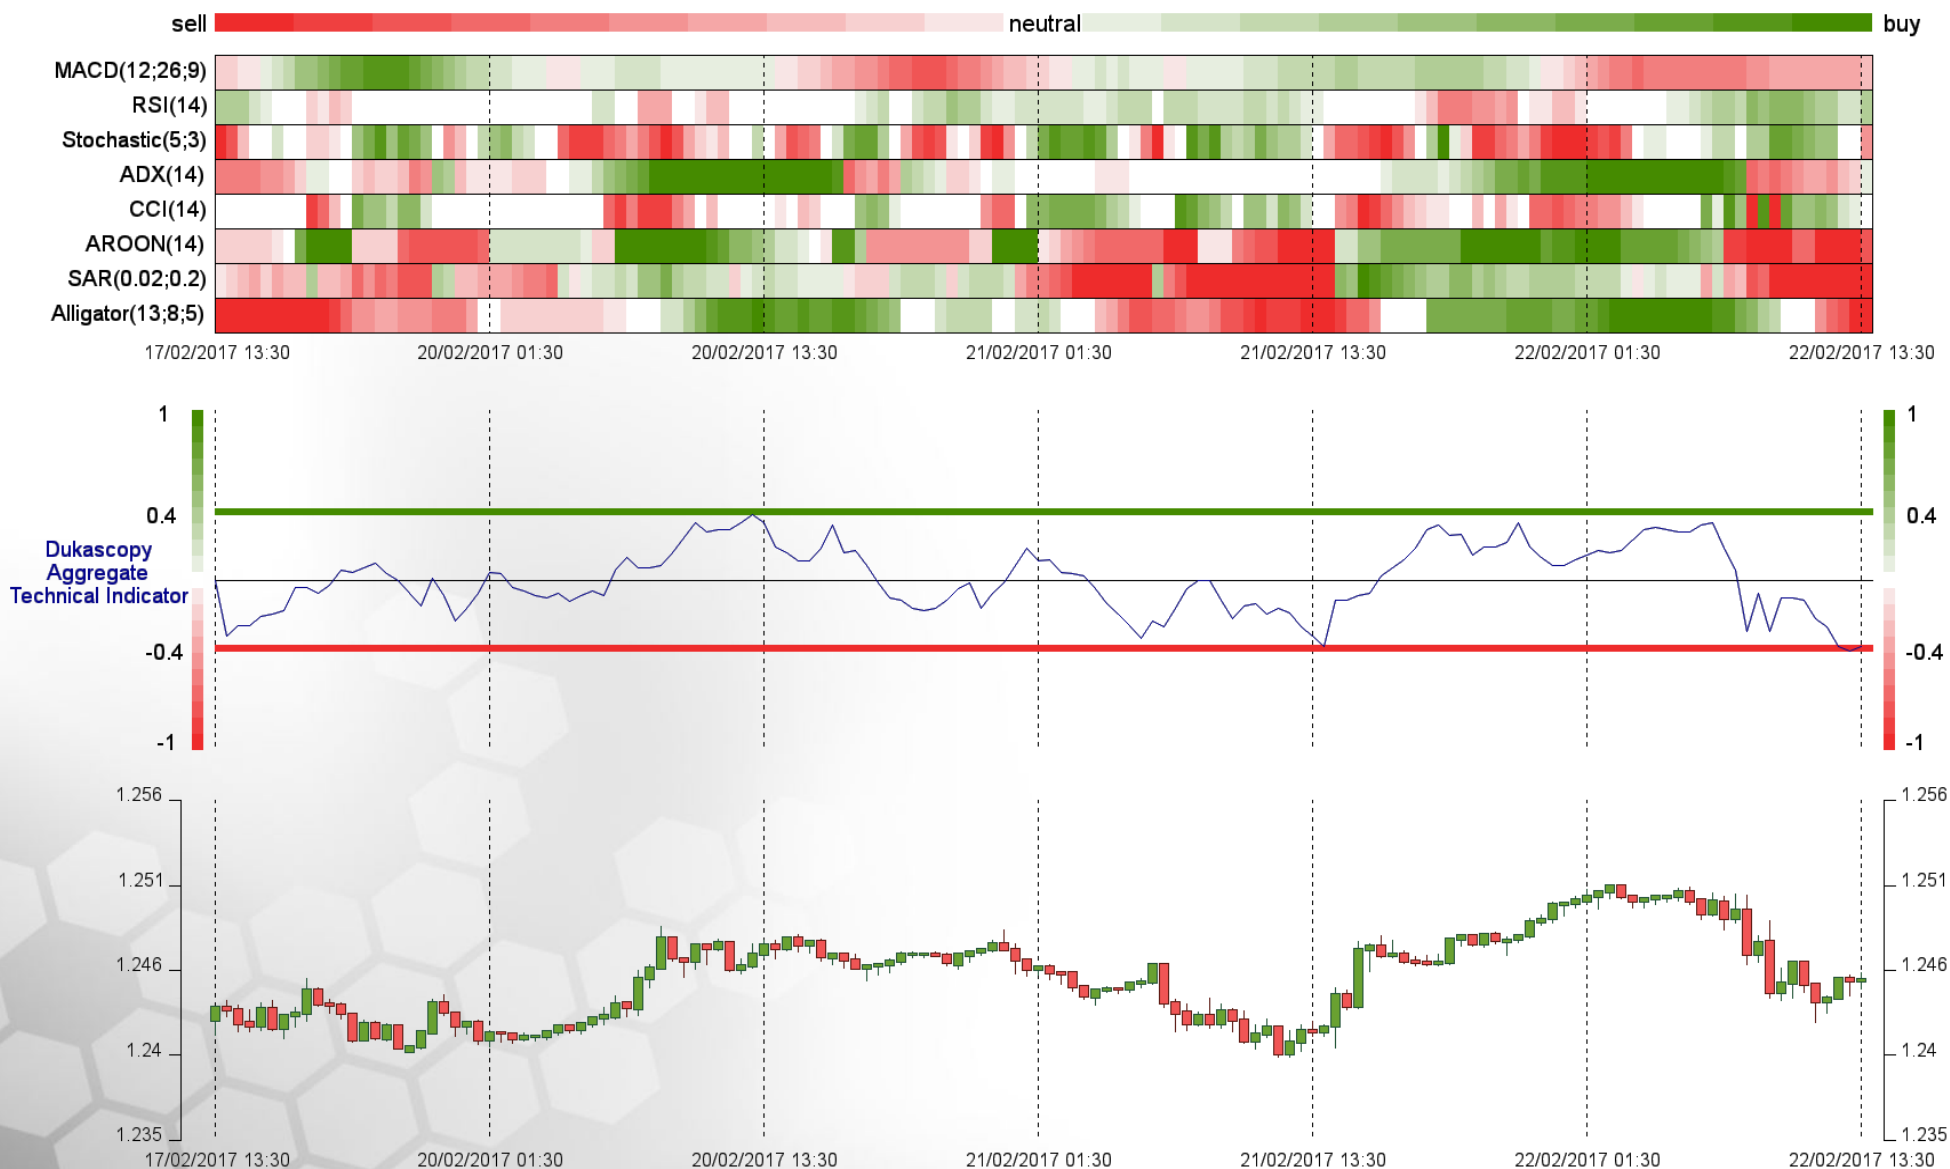 sell neutral buy
MACD(12;26;9)
RSI(14)
Stochastic(5;3)
ADX(14)
CCI(14)
AROON(14)
SAR(0.02;0.2)
Alligator(13;8;5)
17/02/2017 13:30 20/02/2017 01:30 20/02/2017 13:30 21/02/2017 01:30 21/02/2017 13:30 22/02/2017 01:30 22/02/2017 13:30
1 1
0.4 0.4
Dukascopy
Aggregate
Technical Indicator
-0.4 -0.4
-1 -1
1.256 1.256
1.251 1.251
1.246 1.246
1.24 1.24
1.235 1.235
17/02/2017 13:30 20/02/2017 01:30 20/02/2017 13:30 21/02/2017 01:30 21/02/2017 13:30 22/02/2017 01:30 22/02/2017 13:30